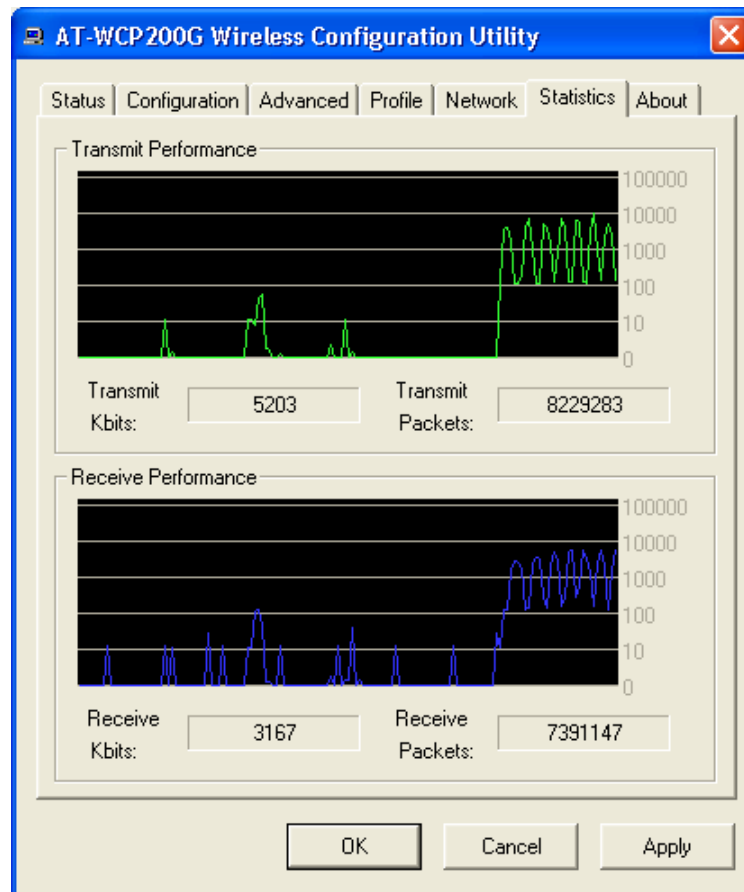 AT-WCP200G Wireless Configuration Utility
Status Configuration Advanced Profile Network Statistics About
Transmit Performance
100000
10000
1000
100
10
0
Transmit Kbits:
5203
Transmit Packets:
8229283
Receive Performance
100000
10000
1000
100
10
0
Receive Kbits:
3167
Receive Packets:
7391147
OK Cancel Apply